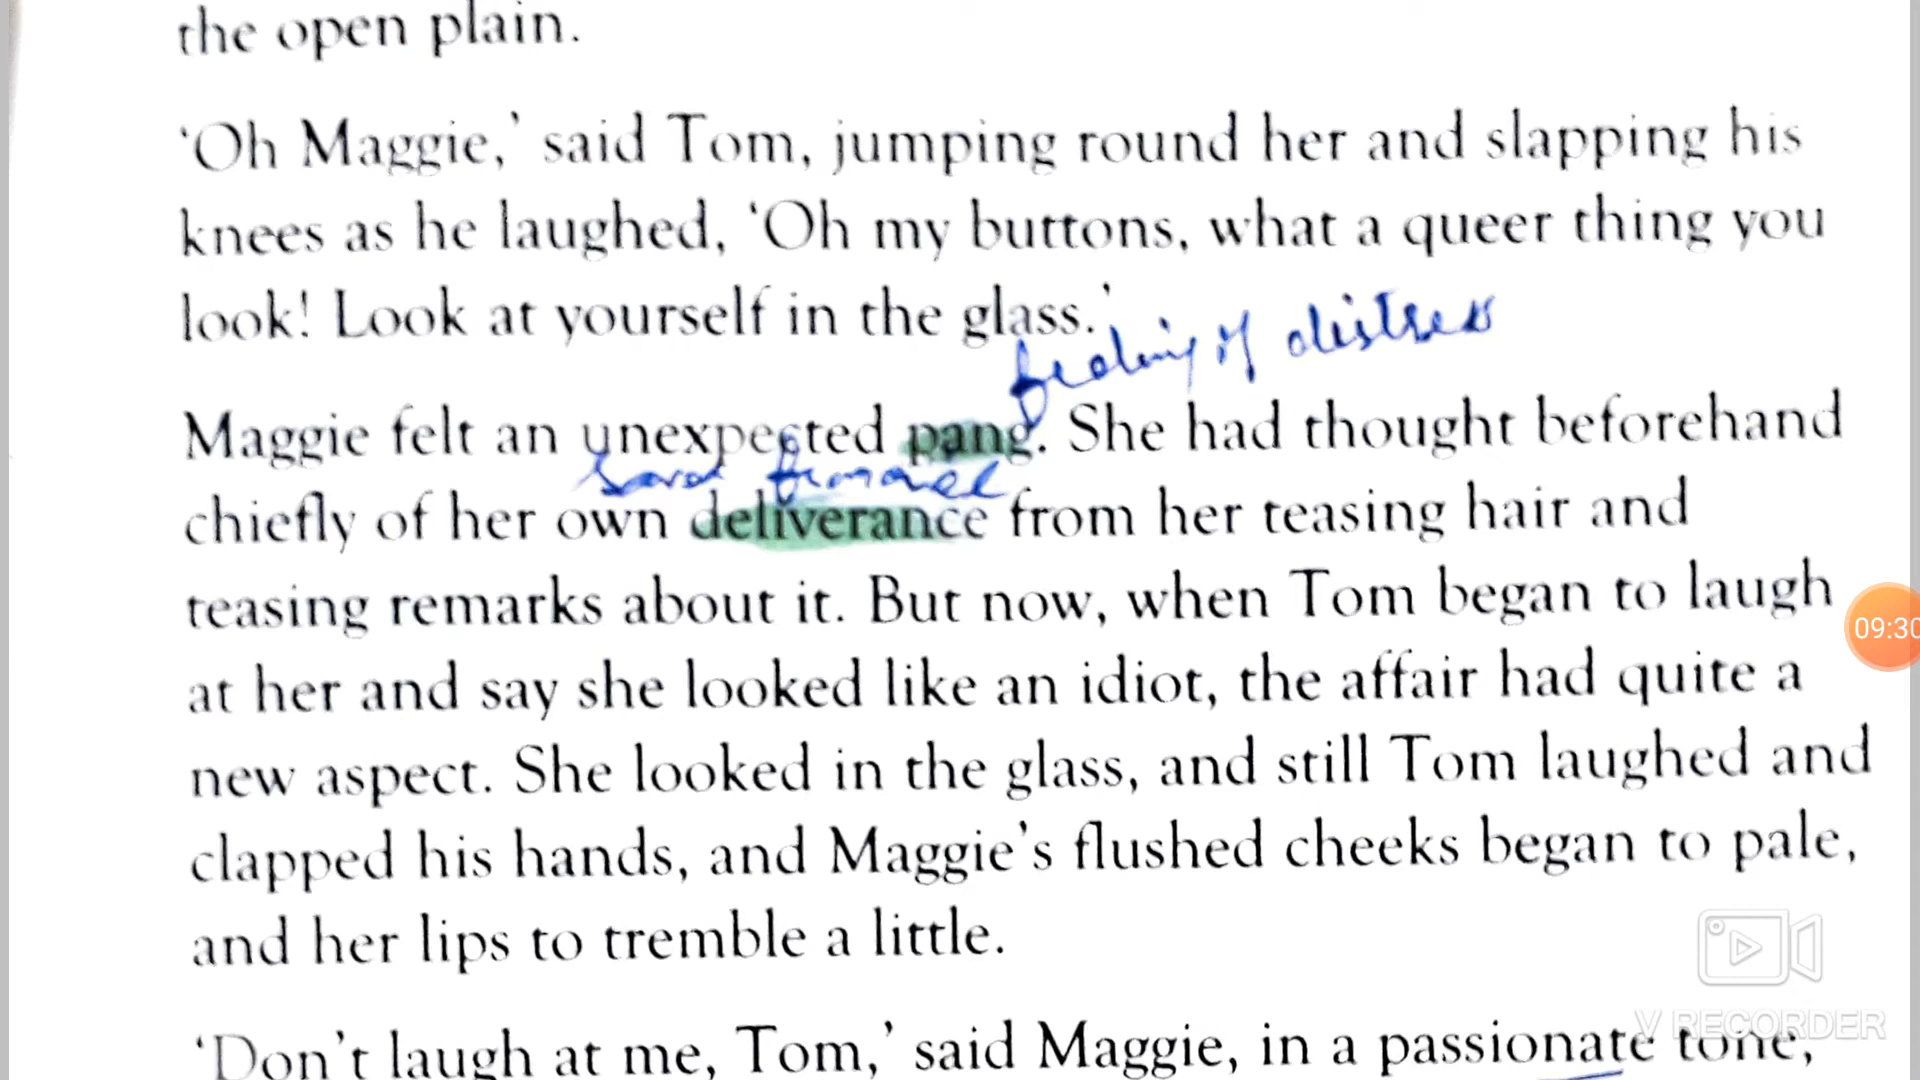 the open plain.
‘Oh Maggie,’ said Tom, jumping round her and slapping his
knees as he laughed, ‘Oh my buttons, what a queer thing you
look! Look at yourself in the glass.’
feeling of distress
Maggie felt an unexpected pang. She had thought beforehand
chiefly of her own deliverance from her teasing hair and
teasing remarks about it. But now, when Tom began to laugh
at her and say she looked like an idiot, the affair had quite a
new aspect. She looked in the glass, and still Tom laughed and
clapped his hands, and Maggie’s flushed cheeks began to pale,
and her lips to tremble a little.
‘Don’t laugh at me, Tom,’ said Maggie, in a passionate tone,
09:30
V RECORDER